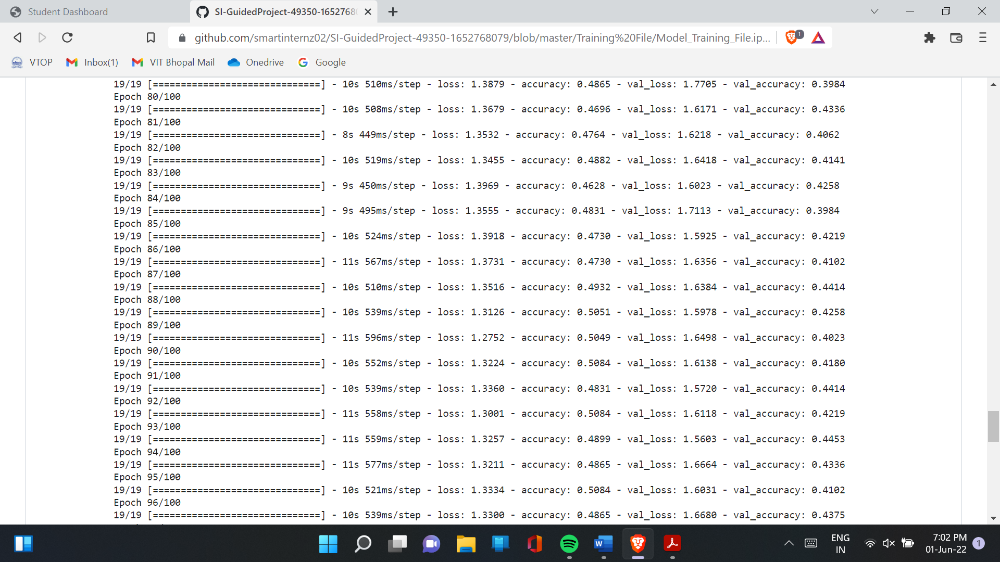 Student Dashboard
SI-GuidedProject-49350-16527680
github.com/smartinternz02/SI-GuidedProject-49350-1652768079/blob/master/Training%20File/Model_Training_File.ip...
1
VTOP
Inbox(1)
VIT Bhopal Mail
Onedrive
Google
19/19 [==============================] - 10s 510ms/step - loss: 1.3879 - accuracy: 0.4865 - val_loss: 1.7705 - val_accuracy: 0.3984
Epoch 80/100
19/19 [==============================] - 10s 508ms/step - loss: 1.3679 - accuracy: 0.4696 - val_loss: 1.6171 - val_accuracy: 0.4336
Epoch 81/100
19/19 [==============================] - 8s 449ms/step - loss: 1.3532 - accuracy: 0.4764 - val_loss: 1.6218 - val_accuracy: 0.4062
Epoch 82/100
19/19 [==============================] - 10s 519ms/step - loss: 1.3455 - accuracy: 0.4882 - val_loss: 1.6418 - val_accuracy: 0.4141
Epoch 83/100
19/19 [==============================] - 9s 450ms/step - loss: 1.3969 - accuracy: 0.4628 - val_loss: 1.6023 - val_accuracy: 0.4258
Epoch 84/100
19/19 [==============================] - 9s 495ms/step - loss: 1.3555 - accuracy: 0.4831 - val_loss: 1.7113 - val_accuracy: 0.3984
Epoch 85/100
19/19 [==============================] - 10s 524ms/step - loss: 1.3918 - accuracy: 0.4730 - val_loss: 1.5925 - val_accuracy: 0.4219
Epoch 86/100
19/19 [==============================] - 11s 567ms/step - loss: 1.3731 - accuracy: 0.4730 - val_loss: 1.6356 - val_accuracy: 0.4102
Epoch 87/100
19/19 [==============================] - 10s 510ms/step - loss: 1.3516 - accuracy: 0.4932 - val_loss: 1.6384 - val_accuracy: 0.4414
Epoch 88/100
19/19 [==============================] - 10s 539ms/step - loss: 1.3126 - accuracy: 0.5051 - val_loss: 1.5978 - val_accuracy: 0.4258
Epoch 89/100
19/19 [==============================] - 11s 596ms/step - loss: 1.2752 - accuracy: 0.5049 - val_loss: 1.6498 - val_accuracy: 0.4023
Epoch 90/100
19/19 [==============================] - 10s 552ms/step - loss: 1.3224 - accuracy: 0.5084 - val_loss: 1.6138 - val_accuracy: 0.4180
Epoch 91/100
19/19 [==============================] - 10s 539ms/step - loss: 1.3360 - accuracy: 0.4831 - val_loss: 1.5720 - val_accuracy: 0.4414
Epoch 92/100
19/19 [==============================] - 11s 558ms/step - loss: 1.3001 - accuracy: 0.5084 - val_loss: 1.6118 - val_accuracy: 0.4219
Epoch 93/100
19/19 [==============================] - 11s 559ms/step - loss: 1.3257 - accuracy: 0.4899 - val_loss: 1.5603 - val_accuracy: 0.4453
Epoch 94/100
19/19 [==============================] - 11s 577ms/step - loss: 1.3211 - accuracy: 0.4865 - val_loss: 1.6664 - val_accuracy: 0.4336
Epoch 95/100
19/19 [==============================] - 10s 521ms/step - loss: 1.3334 - accuracy: 0.5084 - val_loss: 1.6031 - val_accuracy: 0.4102
Epoch 96/100
19/19 [==============================] - 10s 539ms/step - loss: 1.3300 - accuracy: 0.4865 - val_loss: 1.6680 - val_accuracy: 0.4375
W
ENG
IN
7:02 PM
01-Jun-22
1